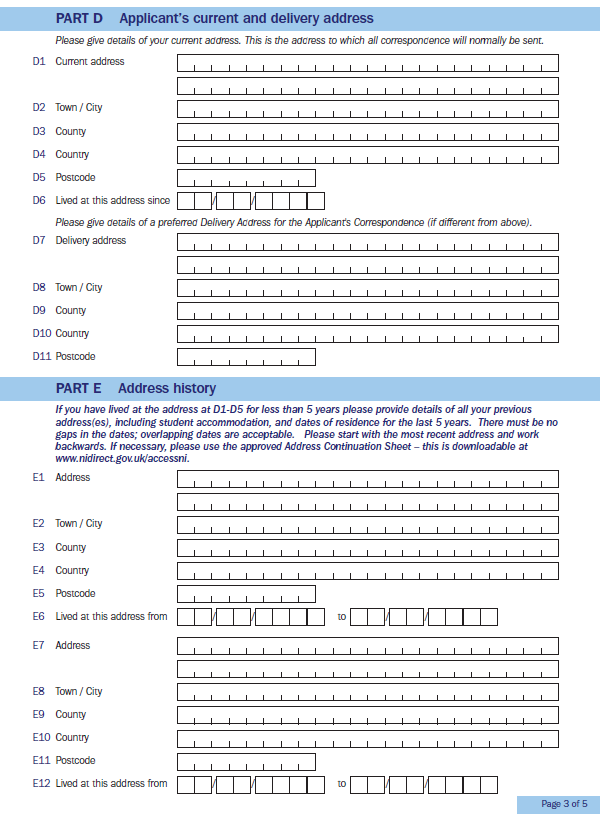 PART D Applicant's current and delivery address
Please give details of your current address. This is the address to which all correspondence will normally be sent.
D1 Current address
D2 Town / City
D3 County
D4 Country
D5 Postcode
D6 Lived at this address since / /
Please give details of a preferred Delivery Address for the Applicant's Correspondence (if different from above).
D7 Delivery address
D8 Town / City
D9 County
D10 Country
D11 Postcode
PART E Address history
If you have lived at the address at D1-D5 for less than 5 years please provide details of all your previous
address(es), including student accommodation, and dates of residence for the last 5 years. There must be no
gaps in the dates; overlapping dates are acceptable. Please start with the most recent address and work
backwards. If necessary, please use the approved Address Continuation Sheet – this is downloadable at
www.nidirect.gov.uk/accessni.
E1 Address
E2 Town / City
E3 County
E4 Country
E5 Postcode
E6 Lived at this address from / / to / /
E7 Address
E8 Town / City
E9 County
E10 Country
E11 Postcode
E12 Lived at this address from / / to / /
Page 3 of 5